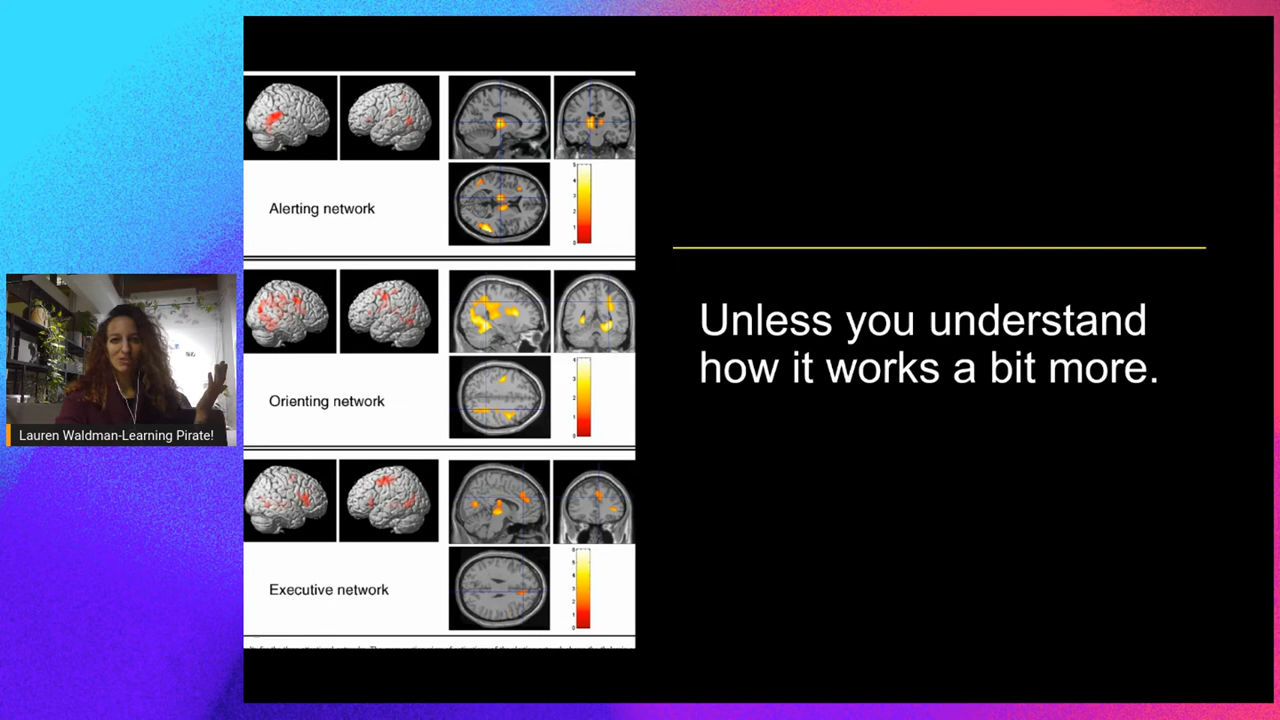 Alerting network
Orienting network
Executive network
Unless you understand
how it works a bit more.
Lauren Waldman-Learning Pirate!